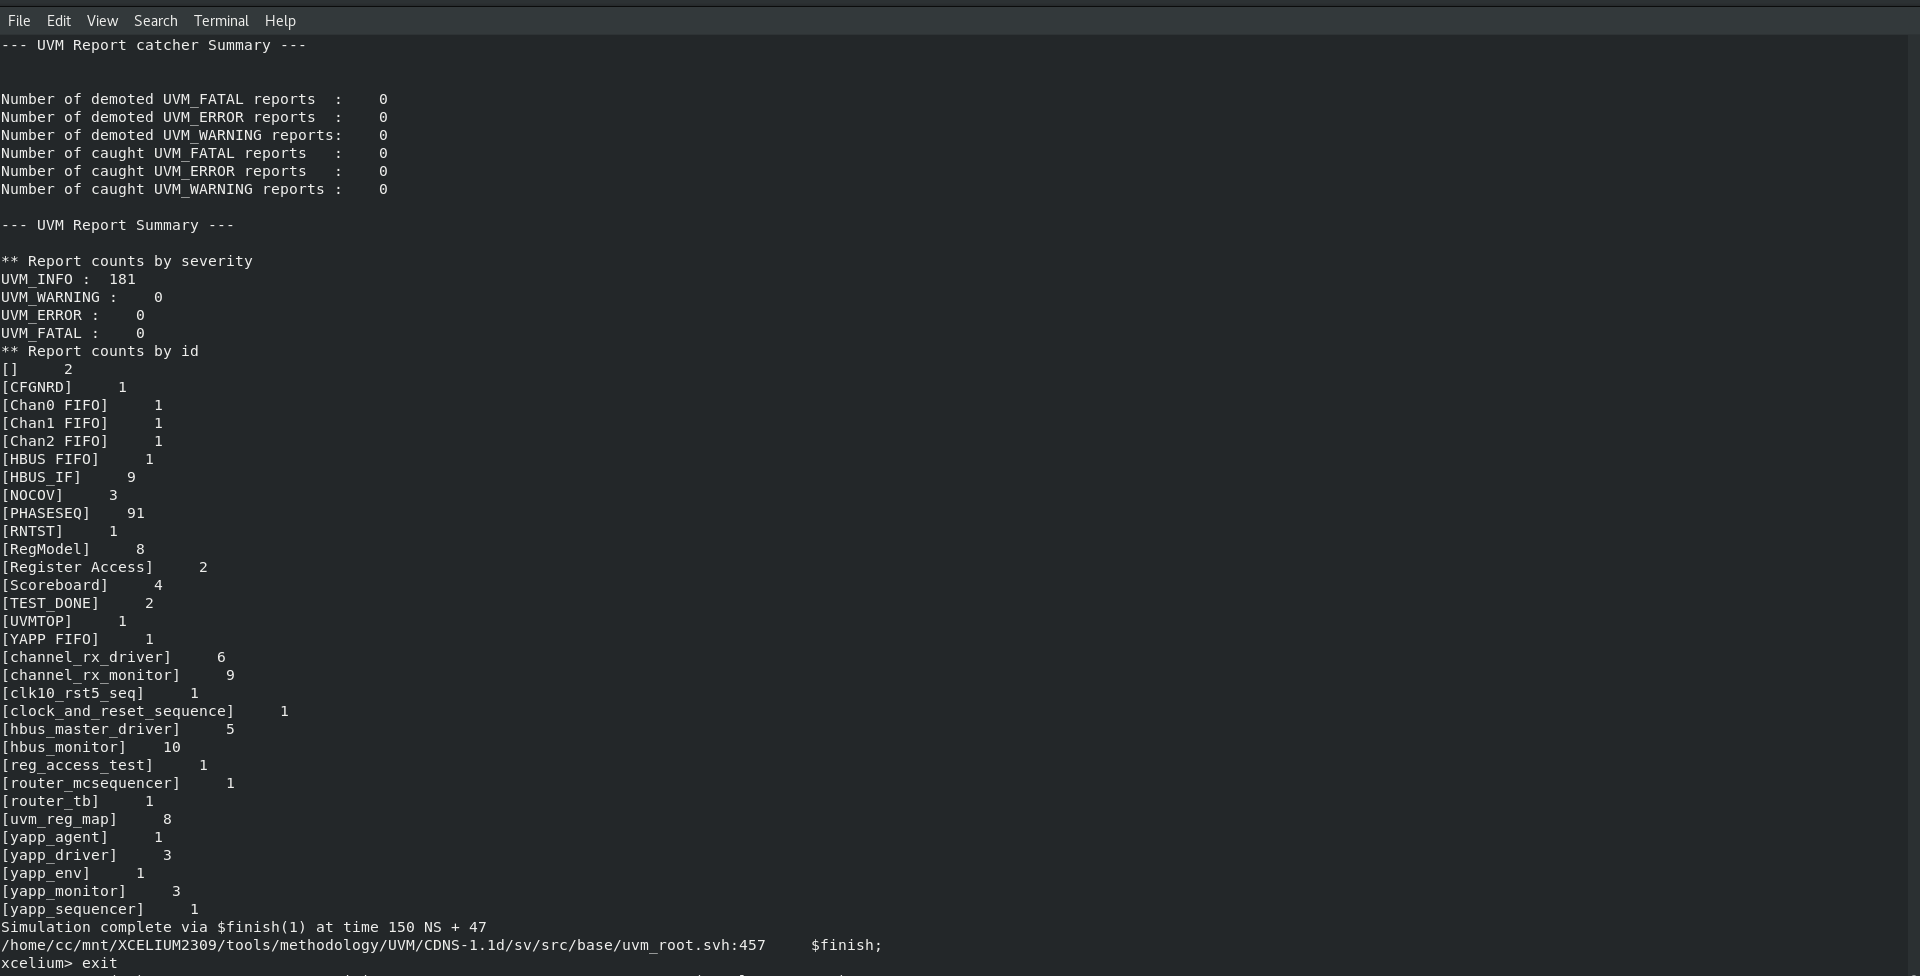 File Edit View Search Terminal Help
--- UVM Report catcher Summary ---
Number of demoted UVM_FATAL reports  :    0
Number of demoted UVM_ERROR reports  :    0
Number of demoted UVM_WARNING reports:    0
Number of caught UVM_FATAL reports   :    0
Number of caught UVM_ERROR reports   :    0
Number of caught UVM_WARNING reports :    0
--- UVM Report Summary ---
** Report counts by severity
UVM_INFO :  181
UVM_WARNING :    0
UVM_ERROR :    0
UVM_FATAL :    0
** Report counts by id
[]     2
[CFGNRD]     1
[Chan0 FIFO]     1
[Chan1 FIFO]     1
[Chan2 FIFO]     1
[HBUS FIFO]     1
[HBUS_IF]     9
[NOCOV]     3
[PHASESEQ]    91
[RNTST]     1
[RegModel]     8
[Register Access]     2
[Scoreboard]     4
[TEST_DONE]     2
[UVMTOP]     1
[YAPP FIFO]     1
[channel_rx_driver]     6
[channel_rx_monitor]     9
[clk10_rst5_seq]     1
[clock_and_reset_sequence]     1
[hbus_master_driver]     5
[hbus_monitor]    10
[reg_access_test]     1
[router_mcsequencer]     1
[router_tb]     1
[uvm_reg_map]     8
[yapp_agent]     1
[yapp_driver]     3
[yapp_env]     1
[yapp_monitor]     3
[yapp_sequencer]     1
Simulation complete via $finish(1) at time 150 NS + 47
/home/cc/mnt/XCELIUM2309/tools/methodology/UVM/CDNS-1.1d/sv/src/base/uvm_root.svh:457     $finish;
xcelium> exit